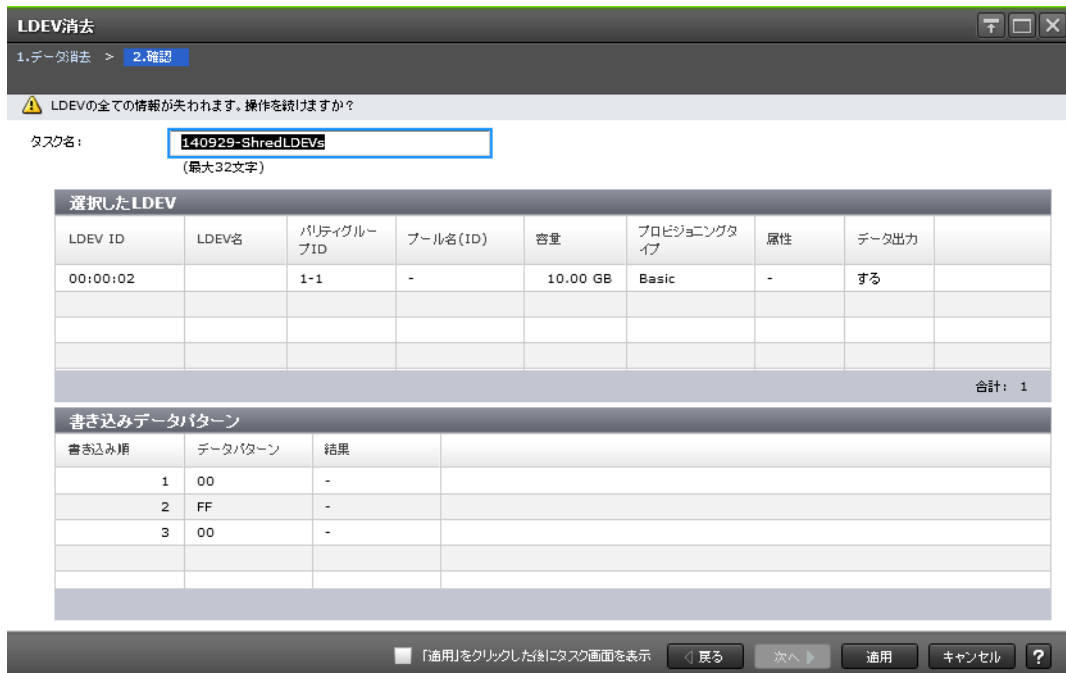 LDEV消去
1.データ消去 > 2.確認
LDEVの全ての情報が失われます。操作を続けますか？
タスク名: 140929-ShredLDEVs
(最大32文字)
選択したLDEV
LDEV ID LDEV名 パリティグループID プール名(ID) 容量 プロビジョニングタイプ 属性 データ出力
00:00:02 1-1 - 10.00 GB Basic - する
合計: 1
書き込みデータパターン
書き込み順 データパターン 結果
1 00 -
2 FF -
3 00 -
「適用」をクリックした後にタスク画面を表示 戻る 次へ 適用 キャンセル ?